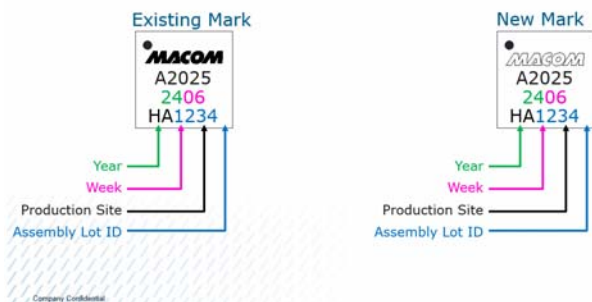 Existing Mark
MACOM
A2025
2406
HA1234
Year
Week
Production Site
Assembly Lot ID
New Mark
MACOM
A2025
2406
HA1234
Year
Week
Production Site
Assembly Lot ID
Company Confidential